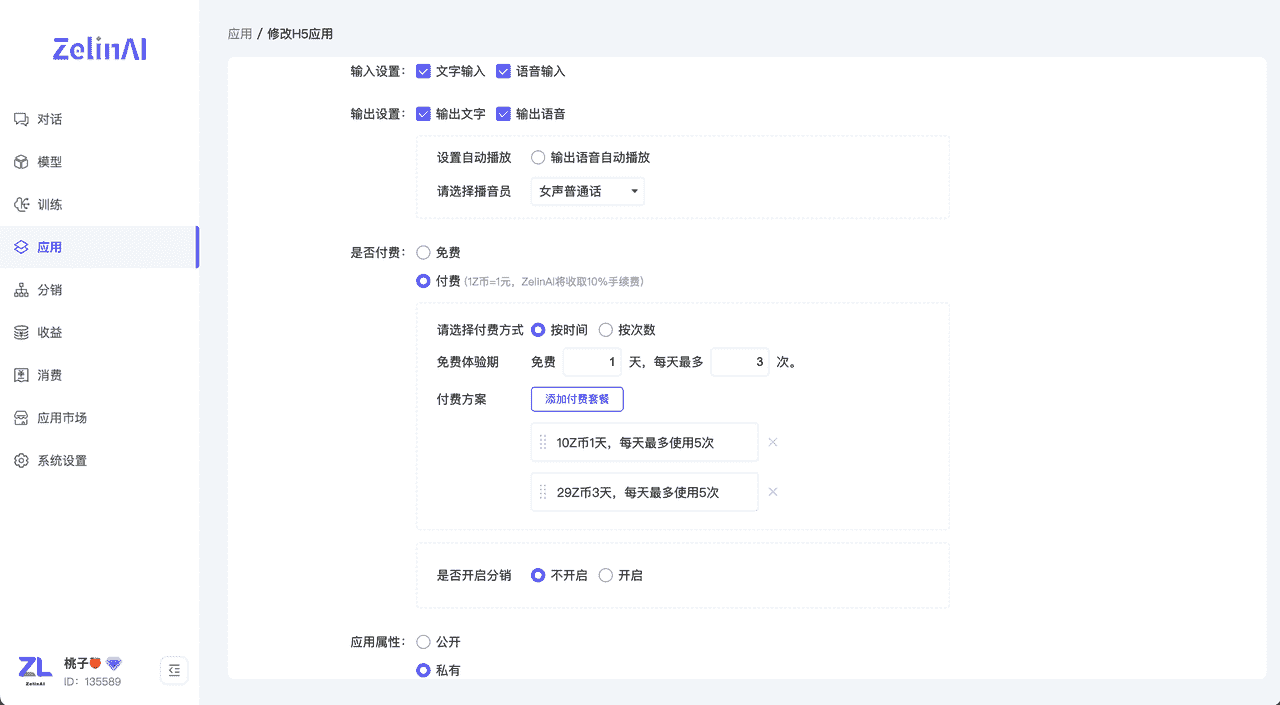 ZelinAI
对话
模型
训练
应用
分销
收益
消费
应用市场
系统设置
ZL
ZelinAI
桃子
ID：135589
应用 / 修改H5应用
输入设置： 文字输入 语音输入
输出设置： 输出文字 输出语音
设置自动播放 输出语音自动播放
请选择播音员 女声普通话
是否付费： 免费
付费 (1Z币=1元，ZelinAI将收取10%手续费)
请选择付费方式 按时间 按次数
免费体验期 免费 1 天，每天最多 3 次。
付费方案 添加付费套餐
10Z币1天，每天最多使用5次
29Z币3天，每天最多使用5次
是否开启分销 不开启 开启
应用属性： 公开
私有